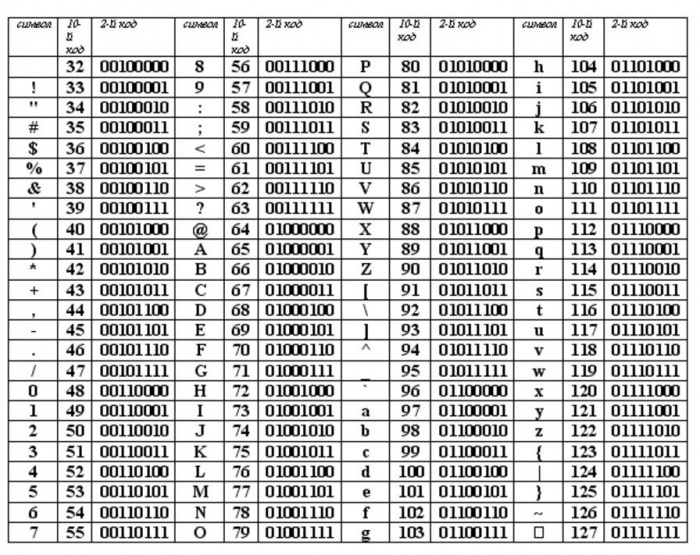 символ 10-й код 2-й код символ 10-й код 2-й код символ 10-й код 2-й код символ 10-й код 2-й код
32 00100000 8 56 00111000 P 80 01010000 h 104 01101000
! 33 00100001 9 57 00111001 Q 81 01010001 i 105 01101001
" 34 00100010 : 58 00111010 R 82 01010010 j 106 01101010
# 35 00100011 ; 59 00111011 S 83 01010011 k 107 01101011
$ 36 00100100 < 60 00111100 T 84 01010100 l 108 01101100
% 37 00100101 = 61 00111101 U 85 01010101 m 109 01101101
& 38 00100110 > 62 00111110 V 86 01010110 n 110 01101110
' 39 00100111 ? 63 00111111 W 87 01010111 o 111 01101111
( 40 00101000 @ 64 01000000 X 88 01011000 p 112 01110000
) 41 00101001 A 65 01000001 Y 89 01011001 q 113 01110001
* 42 00101010 B 66 01000010 Z 90 01011010 r 114 01110010
+ 43 00101011 C 67 01000011 [ 91 01011011 s 115 01110011
, 44 00101100 D 68 01000100 \ 92 01011100 t 116 01110100
- 45 00101101 E 69 01000101 ] 93 01011101 u 117 01110101
. 46 00101110 F 70 01000110 ^ 94 01011110 v 118 01110110
/ 47 00101111 G 71 01000111 _ 95 01011111 w 119 01110111
0 48 00110000 H 72 01001000 ` 96 01100000 x 120 01111000
1 49 00110001 I 73 01001001 a 97 01100001 y 121 01111001
2 50 00110010 J 74 01001010 b 98 01100010 z 122 01111010
3 51 00110011 K 75 01001011 c 99 01100011 { 123 01111011
4 52 00110100 L 76 01001100 d 100 01100100 | 124 01111100
5 53 00110101 M 77 01001101 e 101 01100101 } 125 01111101
6 54 00110110 N 78 01001110 f 102 01100110 ~ 126 01111110
7 55 00110111 O 79 01001111 g 103 01100111 □ 127 01111111